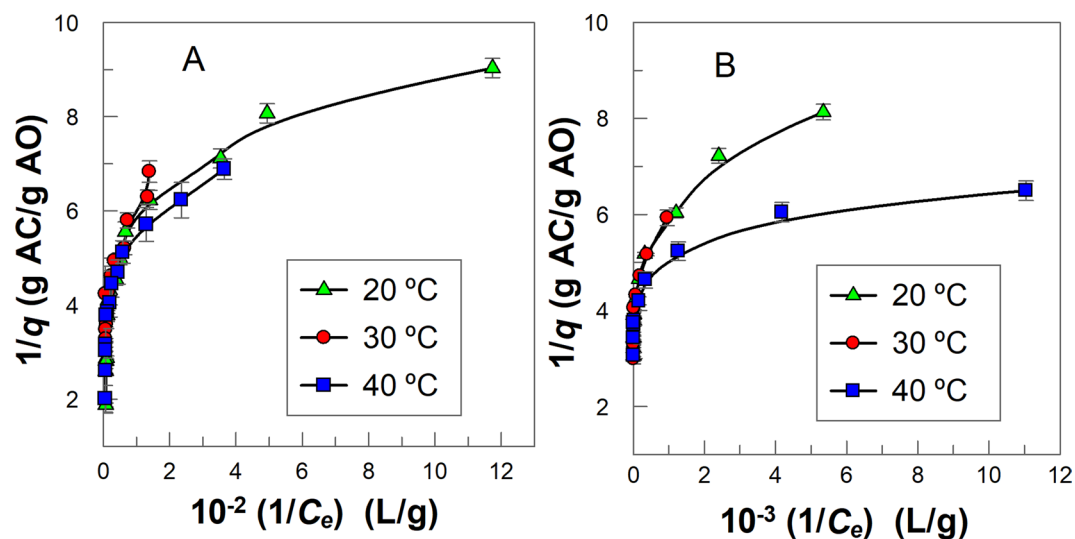 A
1/q (g AC/g AO)
10
8
6
4
2
20 ºC
30 ºC
40 ºC
0 2 4 6 8 10 12
10⁻² (1/Cₑ) (L/g)
B
1/q (g AC/g AO)
10
8
6
4
2
20 ºC
30 ºC
40 ºC
0 2 4 6 8 10 12
10⁻³ (1/Cₑ) (L/g)